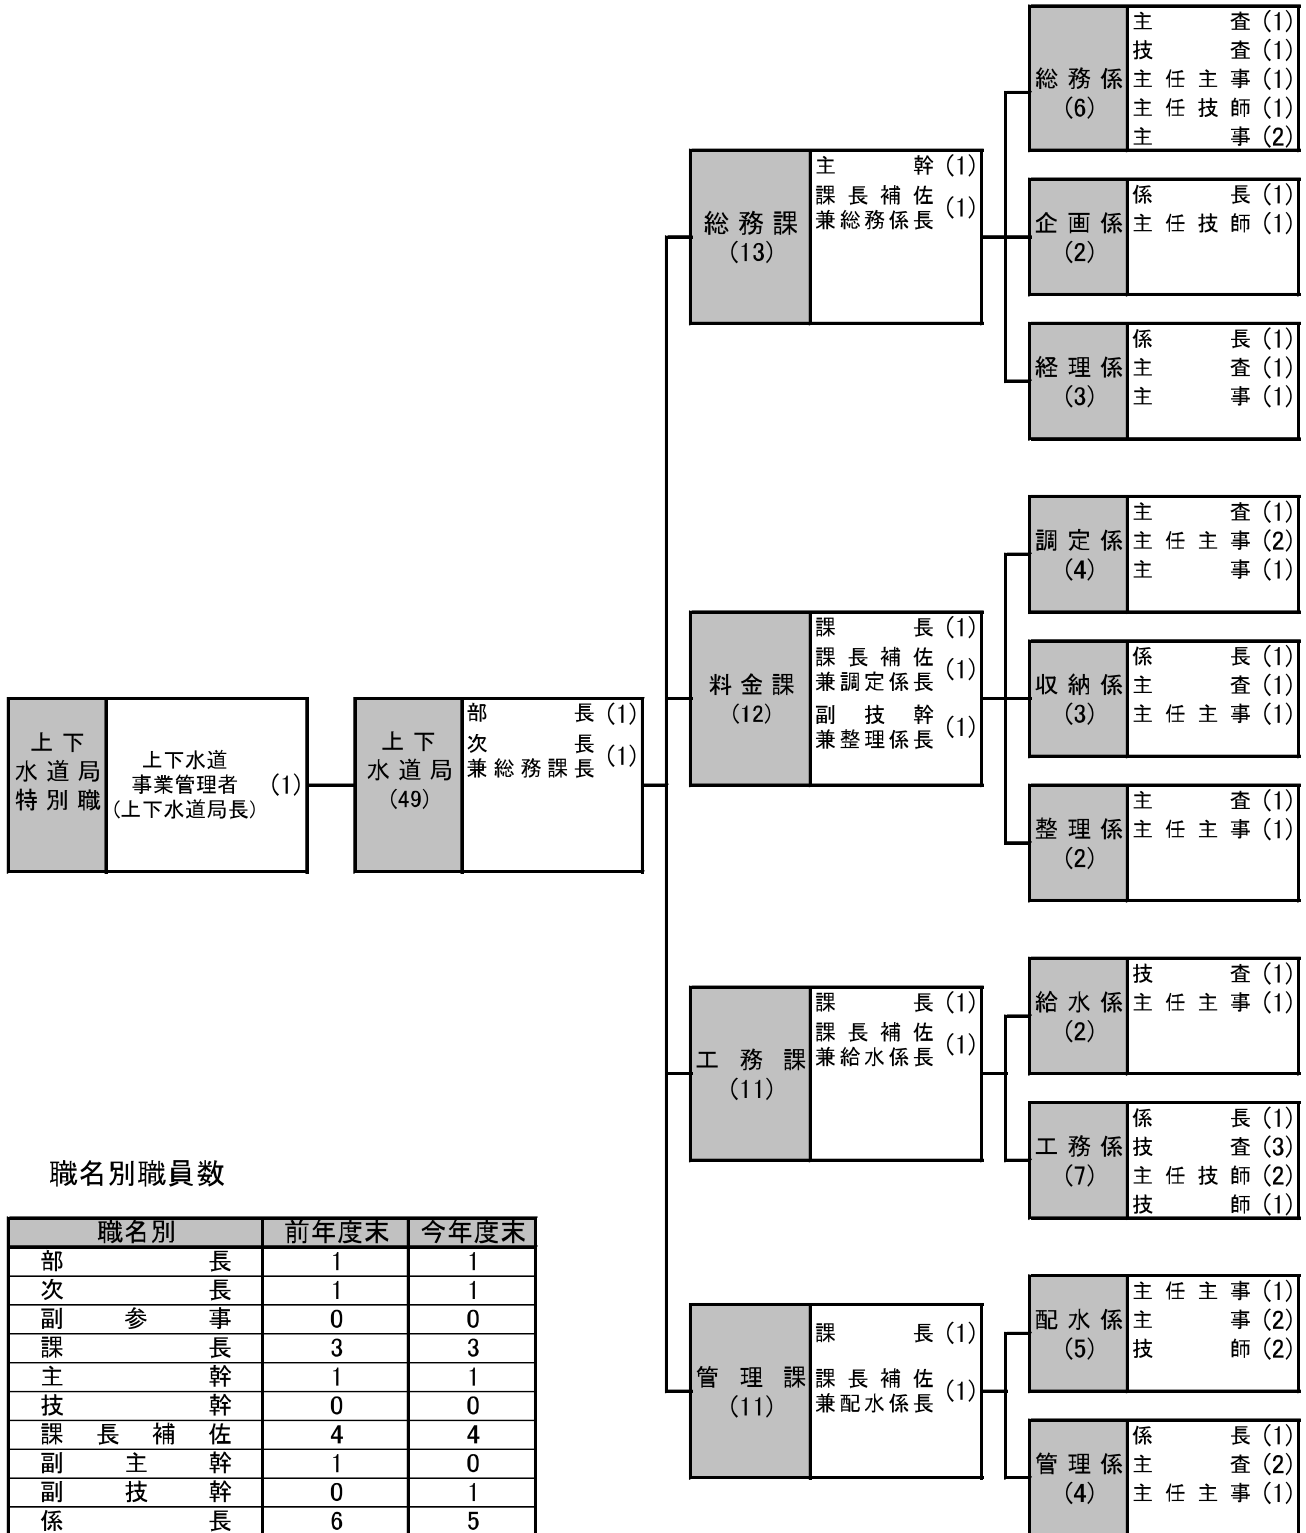 上下
水道局
特別職
上下水道
事業管理者 (1)
(上下水道局長)
上下
水道局
(49)
部長 (1)
次長
兼総務課長 (1)
総務課
(13)
主幹 (1)
課長補佐
兼総務係長 (1)
総務係
(6)
主査 (1)
技査 (1)
主任主事 (1)
主任技師 (1)
主事 (2)
企画係
(2)
係長 (1)
主任技師 (1)
経理係
(3)
係長 (1)
主査 (1)
主事 (1)
料金課
(12)
課長 (1)
課長補佐
兼調定係長 (1)
副技幹
兼整理係長 (1)
調定係
(4)
主査 (1)
主任主事 (2)
主事 (1)
収納係
(3)
係長 (1)
主査 (1)
主任主事 (1)
整理係
(2)
主査 (1)
主任主事 (1)
工務課
(11)
課長 (1)
課長補佐
兼給水係長 (1)
給水係
(2)
技査 (1)
主任主事 (1)
工務係
(7)
係長 (1)
技査 (3)
主任技師 (2)
技師 (1)
管理課
(11)
課長 (1)
課長補佐
兼配水係長 (1)
配水係
(5)
主任主事 (1)
主事 (2)
技師 (2)
管理係
(4)
係長 (1)
主査 (2)
主任主事 (1)
職名別職員数
職名別 前年度末 今年度末
部長 1 1
次長 1 1
副参事 0 0
課長 3 3
主幹 1 1
技幹 0 0
課長補佐 4 4
副主幹 1 0
副技幹 0 1
係長 6 5